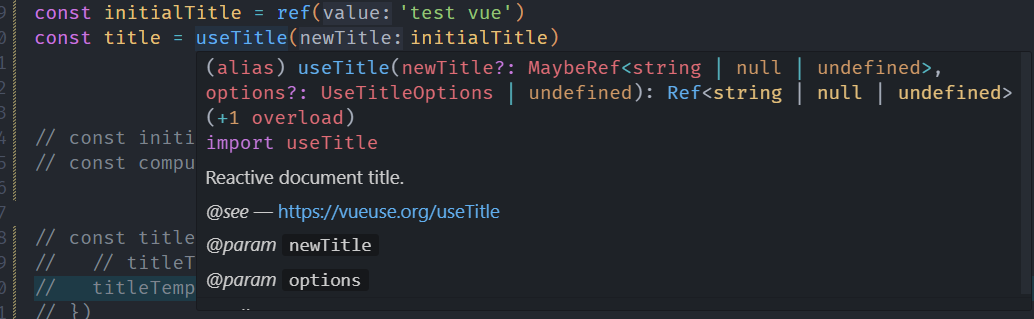 const initialTitle = ref(value: 'test vue')
const title = useTitle(newTitle: initialTitle)
(alias) useTitle(newTitle?: MaybeRef<string | null | undefined>,
options?: UseTitleOptions | undefined): Ref<string | null | undefined>
(+1 overload)
import useTitle
// const initi
// const compu
Reactive document title.
@see — https://vueuse.org/useTitle
// const title
@param newTitle
// // titleT
@param options
// titleTemp
// })